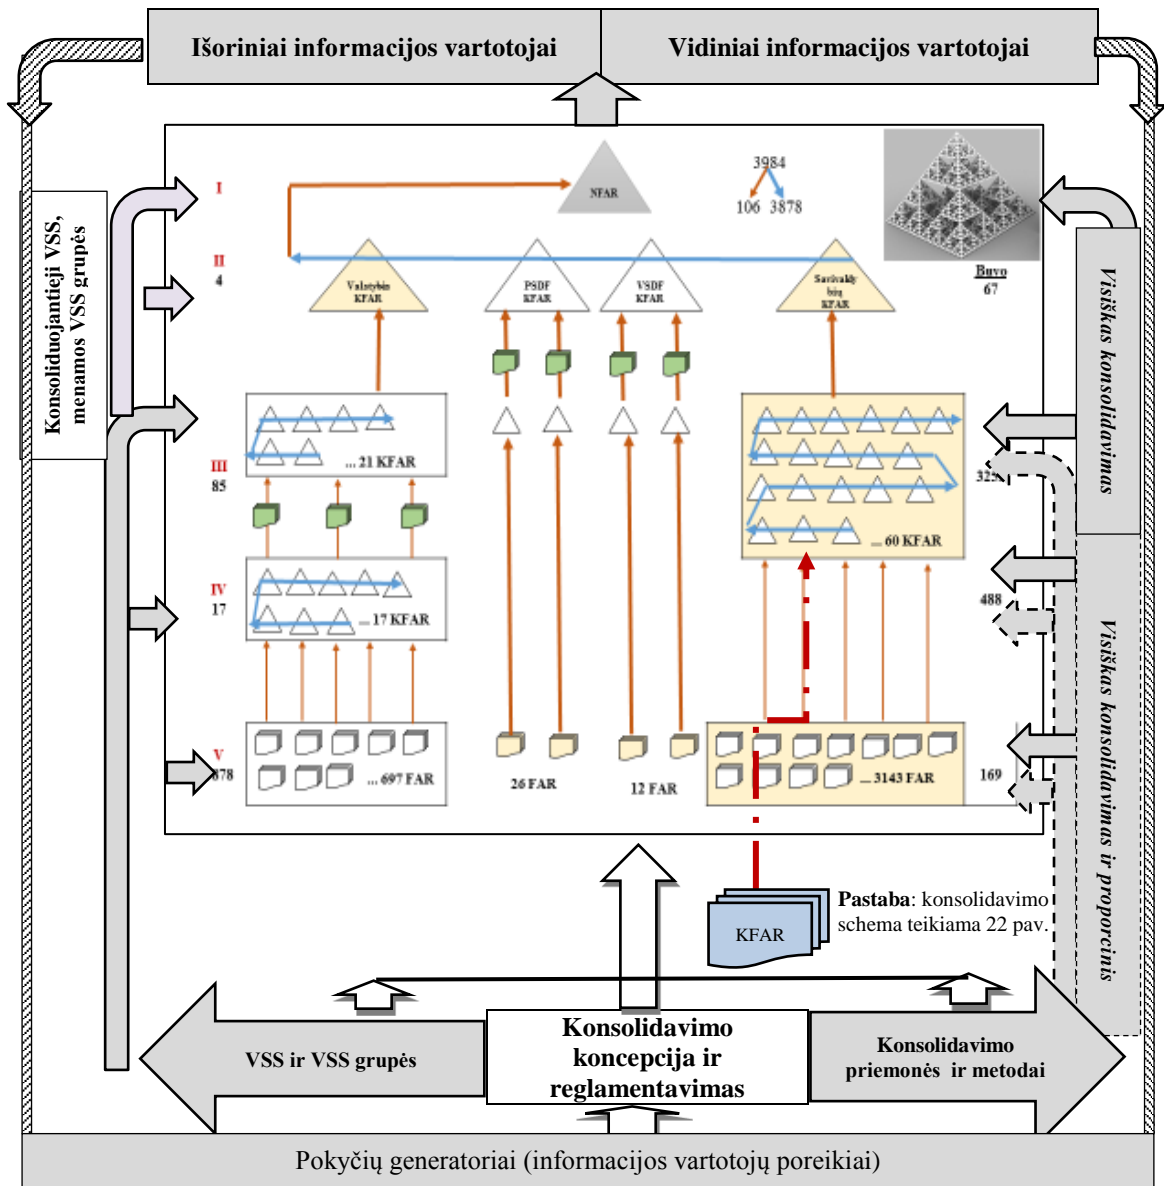 Išoriniai informacijos vartotojai
Vidiniai informacijos vartotojai
Konsoliduojantieji VSS,
menamos VSS grupės
I
NFAR
3984
106 3878
II
4
Valstybės
KFAR
PSDF
KFAR
VSDF
KFAR
Savivaldy
bių
KFAR
Buvo
67
Visiškas konsolidavimas
III
85
... 21 KFAR
... 60 KFAR
IV
17
... 17 KFAR
488
Visiškas konsolidavimas ir proporcinis
V
878
... 697 FAR
26 FAR
12 FAR
... 3143 FAR
169
KFAR
Pastaba: konsolidavimo
schema teikiama 22 pav.
VSS ir VSS grupės
Konsolidavimo
koncepcija ir
reglamentavimas
Konsolidavimo
priemonės ir metodai
Pokyčių generatoriai (informacijos vartotojų poreikiai)